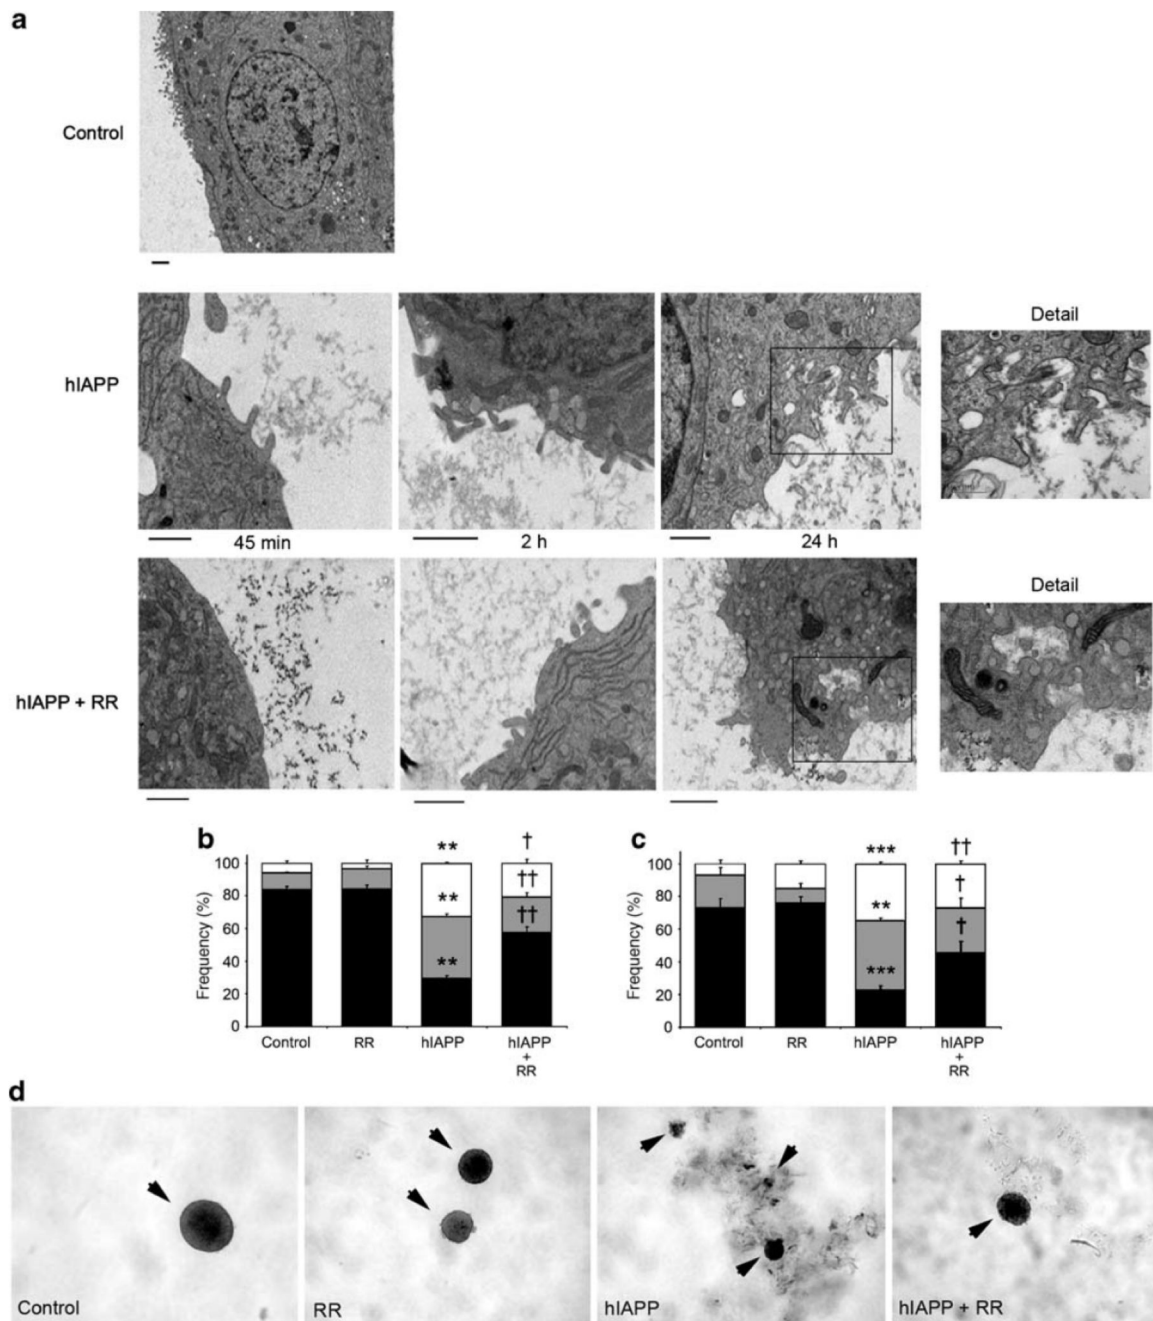 a
Control
hIAPP
Detail
45 min
2 h
24 h
hIAPP + RR
Detail
b
**
†
100
80
60
40
20
0
Frequency (%)
**
††
**
††
Control
RR
hIAPP
hIAPP
+
RR
c
***
††
100
80
60
40
20
0
Frequency (%)
**
†
***
†
Control
RR
hIAPP
hIAPP
+
RR
d
Control
RR
hIAPP
hIAPP + RR